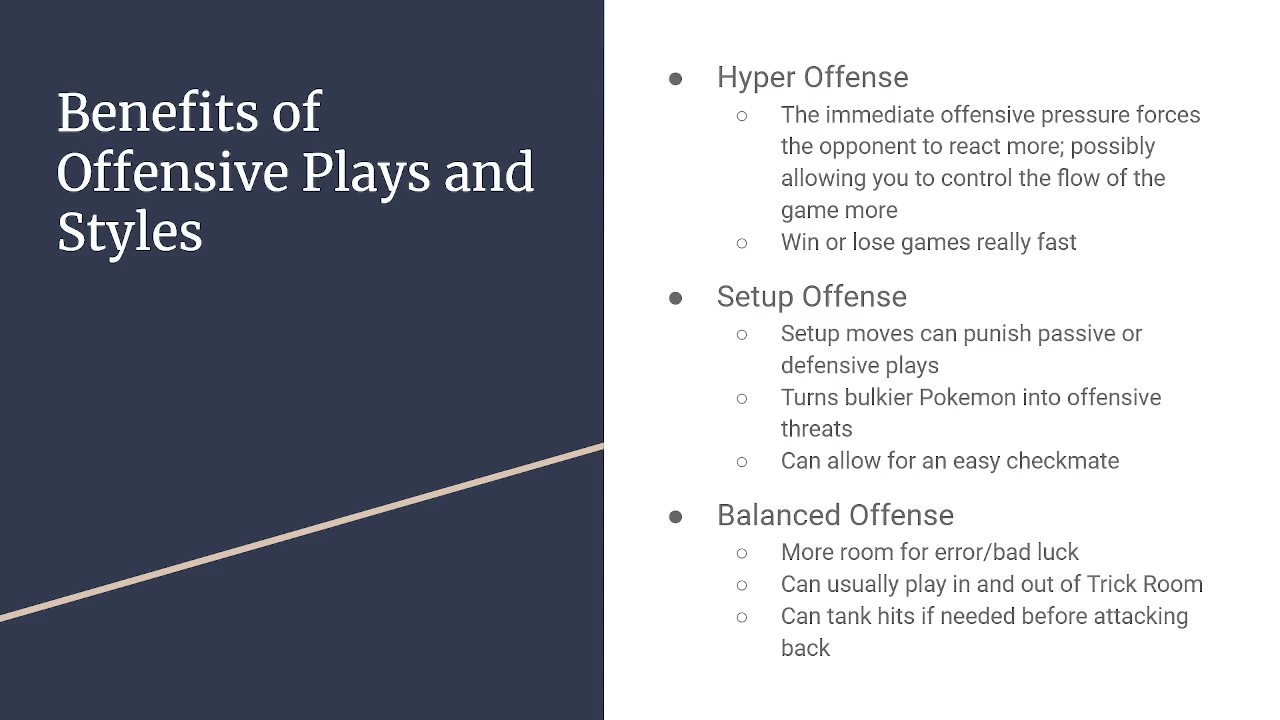 Benefits of
Offensive Plays and
Styles
● Hyper Offense
○ The immediate offensive pressure forces
the opponent to react more; possibly
allowing you to control the flow of the
game more
○ Win or lose games really fast
● Setup Offense
○ Setup moves can punish passive or
defensive plays
○ Turns bulkier Pokemon into offensive
threats
○ Can allow for an easy checkmate
● Balanced Offense
○ More room for error/bad luck
○ Can usually play in and out of Trick Room
○ Can tank hits if needed before attacking
back